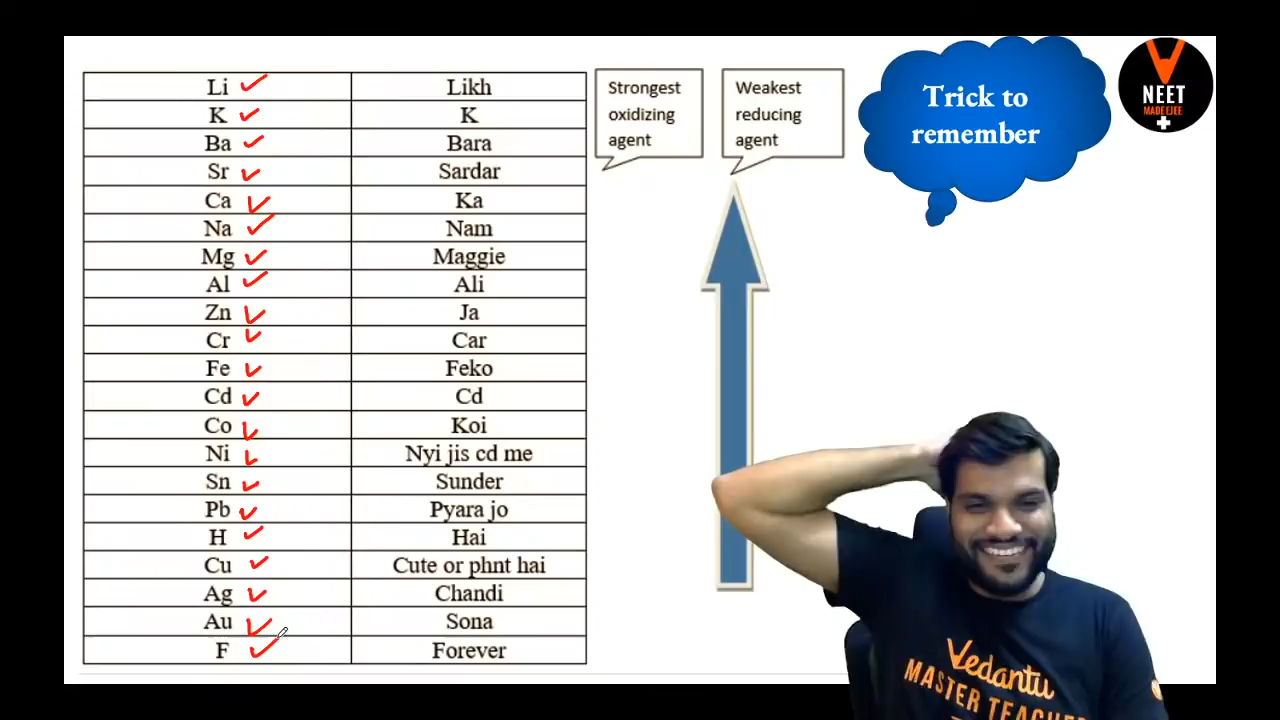 Li Likh
K K
Ba Bara
Sr Sardar
Ca Ka
Na Nam
Mg Maggie
Al Ali
Zn Ja
Cr Car
Fe Feko
Cd Cd
Co Koi
Ni Nyi jis cd me
Sn Sunder
Pb Pyara jo
H Hai
Cu Cute or phnt hai
Ag Chandi
Au Sona
F Forever
Strongest
oxidizing
agent
Weakest
reducing
agent
Trick to
remember
NEET
MADE EJEE
Vedantu
MASTER TEACHER